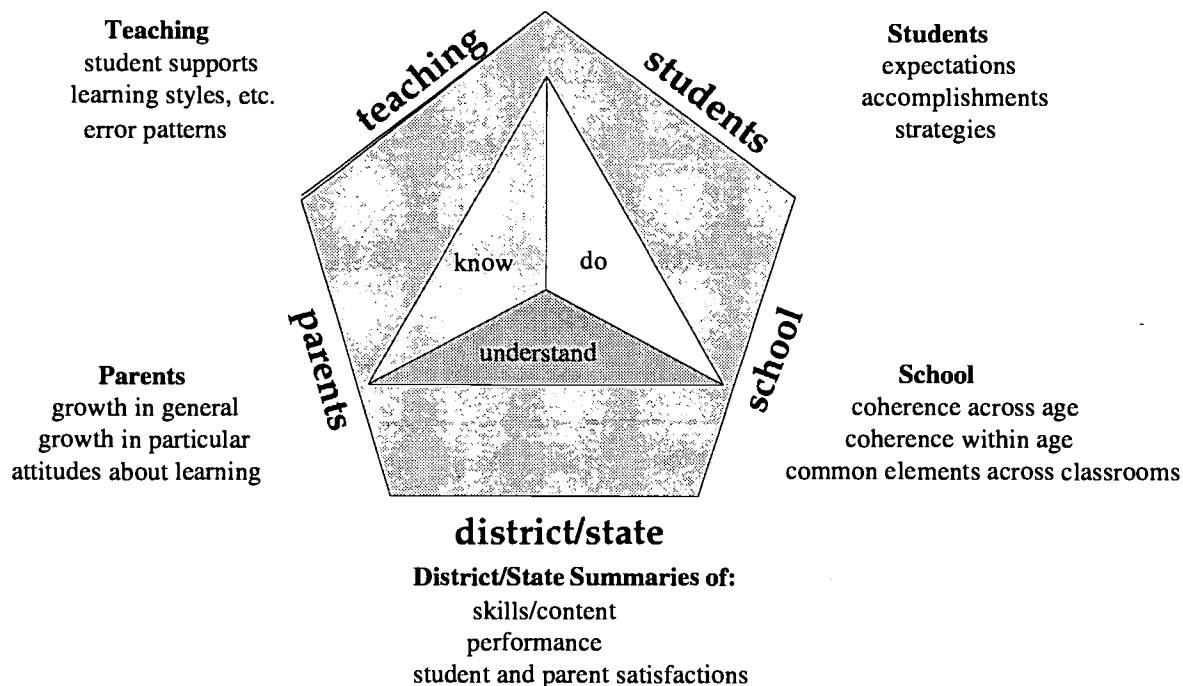 Teaching
student supports
learning styles, etc.
error patterns
teaching
students
Students
expectations
accomplishments
strategies
know
do
understand
parents
school
Parents
growth in general
growth in particular
attitudes about learning
School
coherence across age
coherence within age
common elements across classrooms
district/state
District/State Summaries of:
skills/content
performance
student and parent satisfactions